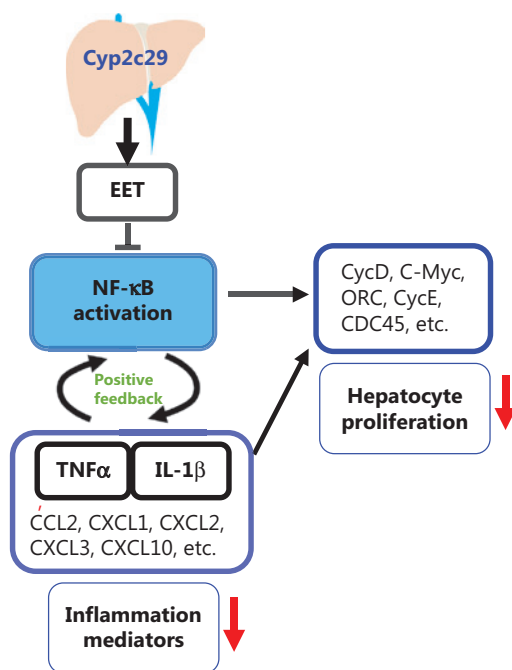 Cyp2c29
EET
NF-κB
activation
CycD, C-Myc,
ORC, CycE,
CDC45, etc.
Positive
feedback
Hepatocyte
proliferation
TNFα
IL-1β
CCL2, CXCL1, CXCL2,
CXCL3, CXCL10, etc.
Inflammation
mediators